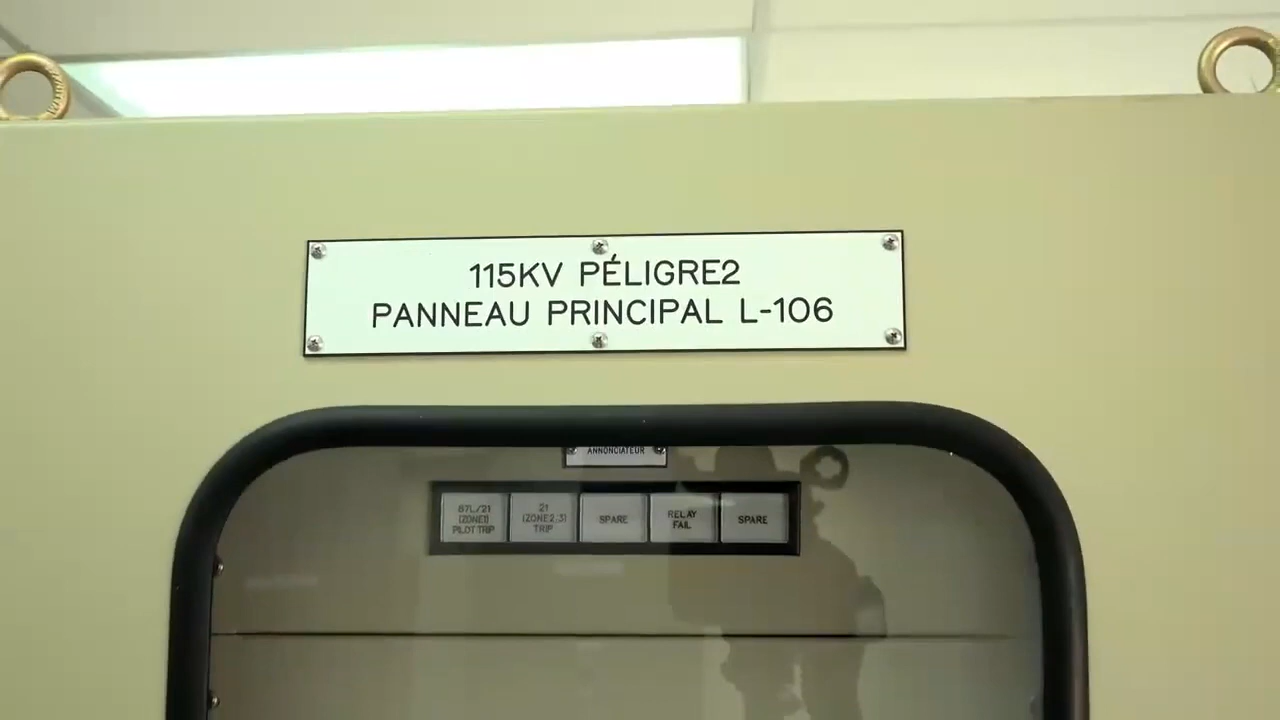 115KV PÉLIGRE2
PANNEAU PRINCIPAL L-106
ANNONCIATEUR
87L/21
(ZONE1)
PILOT TRIP
21
(ZONE2,3)
TRIP
SPARE
RELAY
FAIL
SPARE